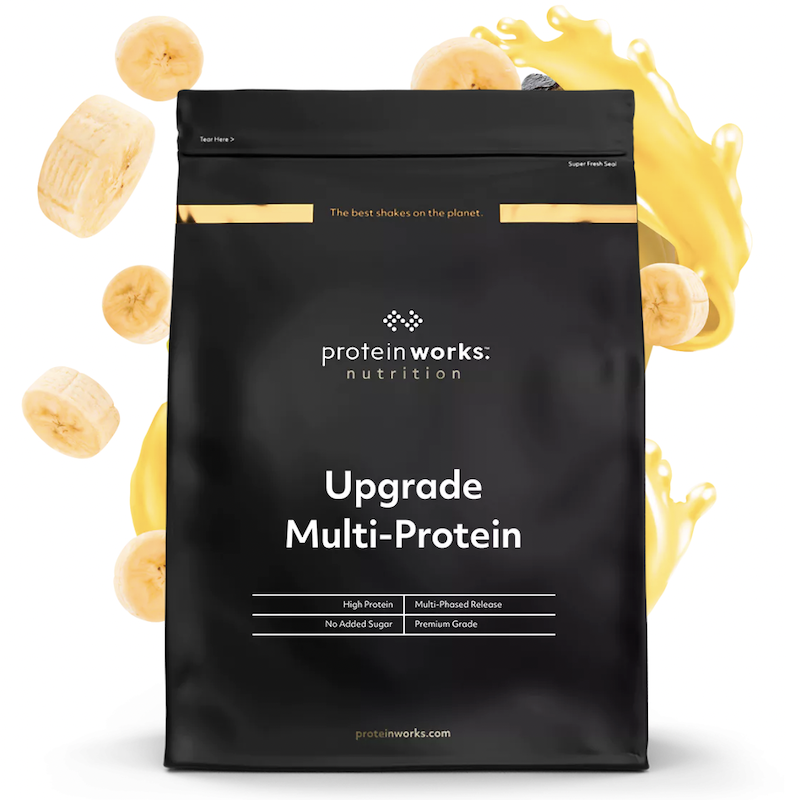 Tear Here >
Super Fresh Seal
The best shakes on the planet.
protein works.™
nutrition
Upgrade
Multi-Protein
High Protein
Multi-Phased Release
No Added Sugar
Premium Grade
proteinworks.com